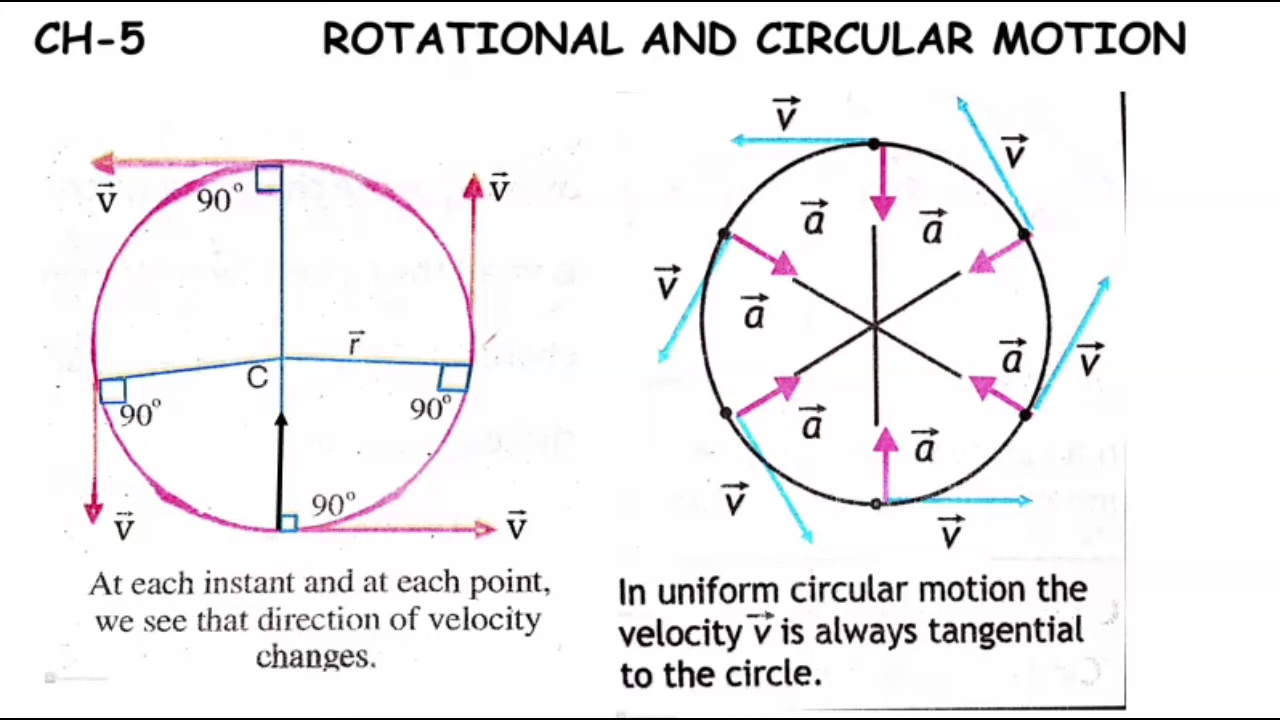 CH-5 ROTATIONAL AND CIRCULAR MOTION
v⃗
90°
v⃗
r⃗
C
90°
90°
90°
v⃗
v⃗
At each instant and at each point,
we see that direction of velocity
changes.
v⃗
v⃗
a⃗
a⃗
v⃗
a⃗
a⃗
v⃗
a⃗
a⃗
v⃗
v⃗
In uniform circular motion the
velocity v⃗ is always tangential
to the circle.